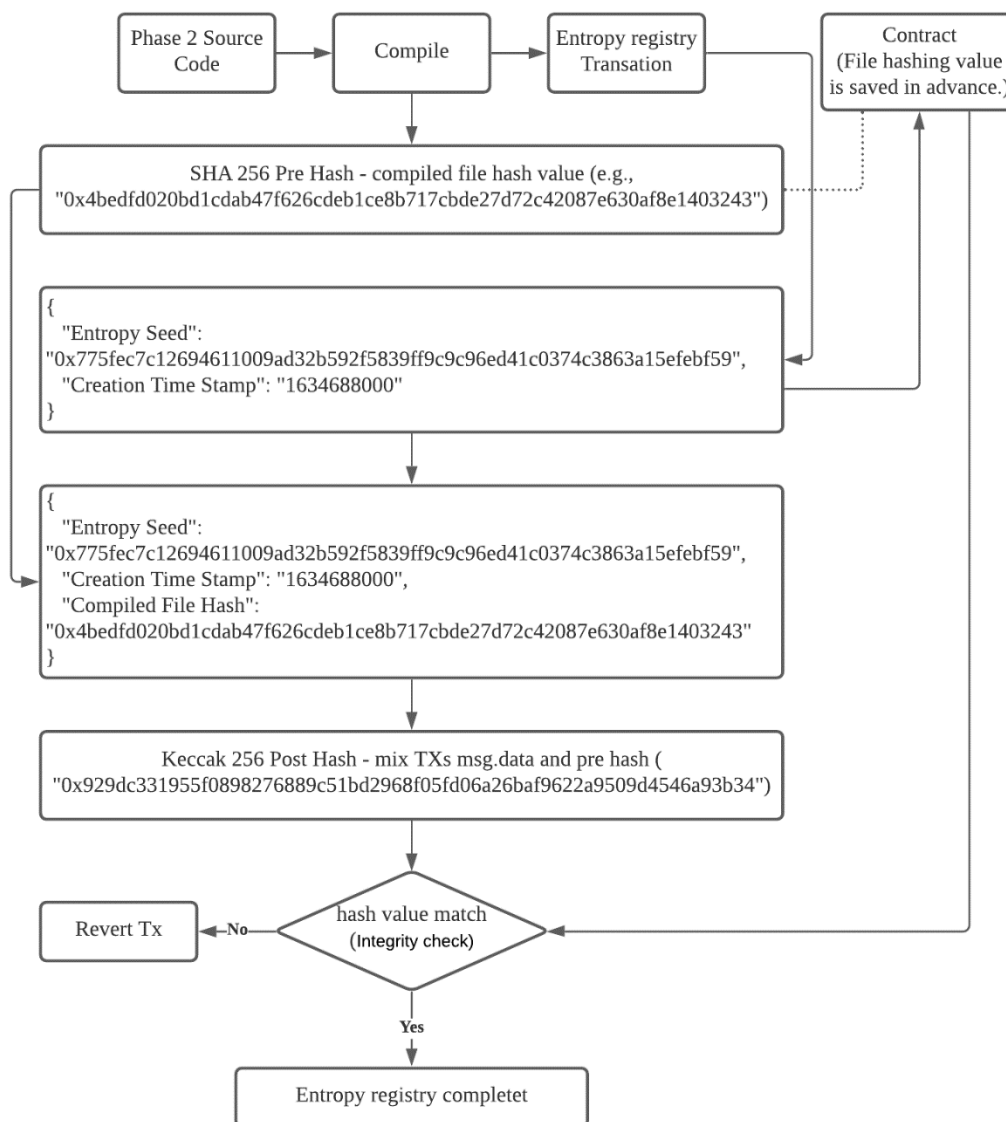 Phase 2 Source
Code
Compile
Entropy registry
Transation
Contract
(File hashing value
is saved in advance.)
SHA 256 Pre Hash - compiled file hash value (e.g.,
"0x4bedfd020bd1cdab47f626cdeb1ce8b717cbde27d72c42087e630af8e1403243")
{
"Entropy Seed":
"0x775fec7c12694611009ad32b592f5839ff9c9c96ed41c0374c3863a15efebf59",
"Creation Time Stamp": "1634688000"
}
{
"Entropy Seed":
"0x775fec7c12694611009ad32b592f5839ff9c9c96ed41c0374c3863a15efebf59",
"Creation Time Stamp": "1634688000",
"Compiled File Hash":
"0x4bedfd020bd1cdab47f626cdeb1ce8b717cbde27d72c42087e630af8e1403243"
}
Keccak 256 Post Hash - mix TXs msg.data and pre hash (
"0x929dc331955f0898276889c51bd2968f05fd06a26baf9622a9509d4546a93b34")
hash value match
(Integrity check)
Revert Tx
No
Yes
Entropy registry completet